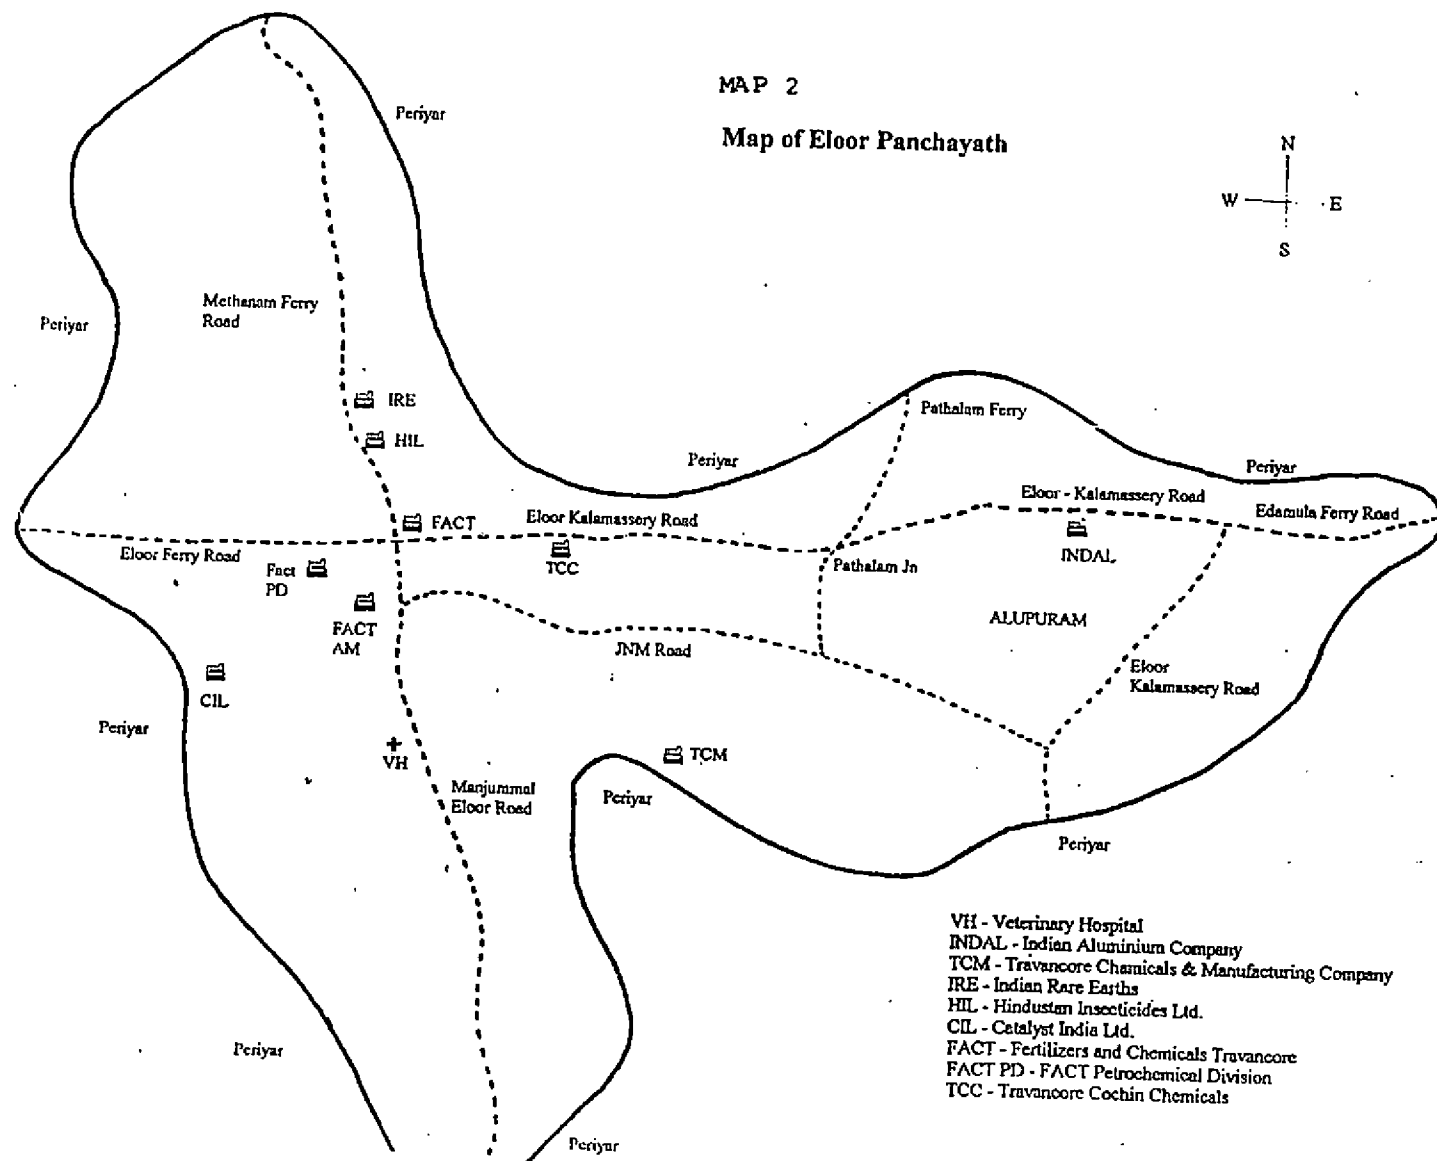 MAP 2
Map of Eloor Panchayath
N
W
E
S
Periyar
Periyar
Methanam Ferry
Road
IRE
HIL
Pathalam Ferry
Periyar
Periyar
Eloor - Kalamassery Road
Edamula Ferry Road
FACT
Eloor Kalamassery Road
Eloor Ferry Road
Fact
PD
TCC
Pathalam Jn
INDAL
FACT
AM
ALUPURAM
JNM Road
Eloor
Kalamassery Road
CIL
Periyar
VH
TCM
Manjummal
Eloor Road
Periyar
Periyar
Periyar
Periyar
VH - Veterinary Hospital
INDAL - Indian Aluminium Company
TCM - Travancore Chamicals & Manufacturing Company
IRE - Indian Rare Earths
HIL - Hindustan Insecticides Ltd.
CIL - Catalyst India Ltd.
FACT - Fertilizers and Chemicals Travancore
FACT PD - FACT Petrochemical Division
TCC - Travancore Cochin Chemicals